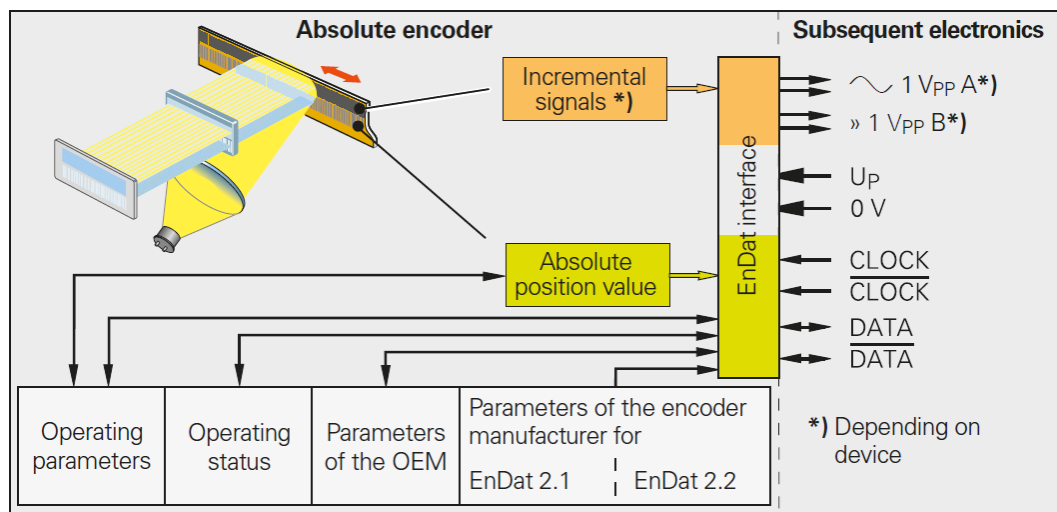 Absolute encoder
Subsequent electronics
Incremental
signals *)
1 VPP A*)
» 1 VPP B*)
EnDat interface
UP
0 V
Absolute
position value
CLOCK
CLOCK
DATA
DATA
Operating
parameters
Operating
status
Parameters
of the OEM
Parameters of the encoder
manufacturer for
EnDat 2.1
EnDat 2.2
*) Depending on
device